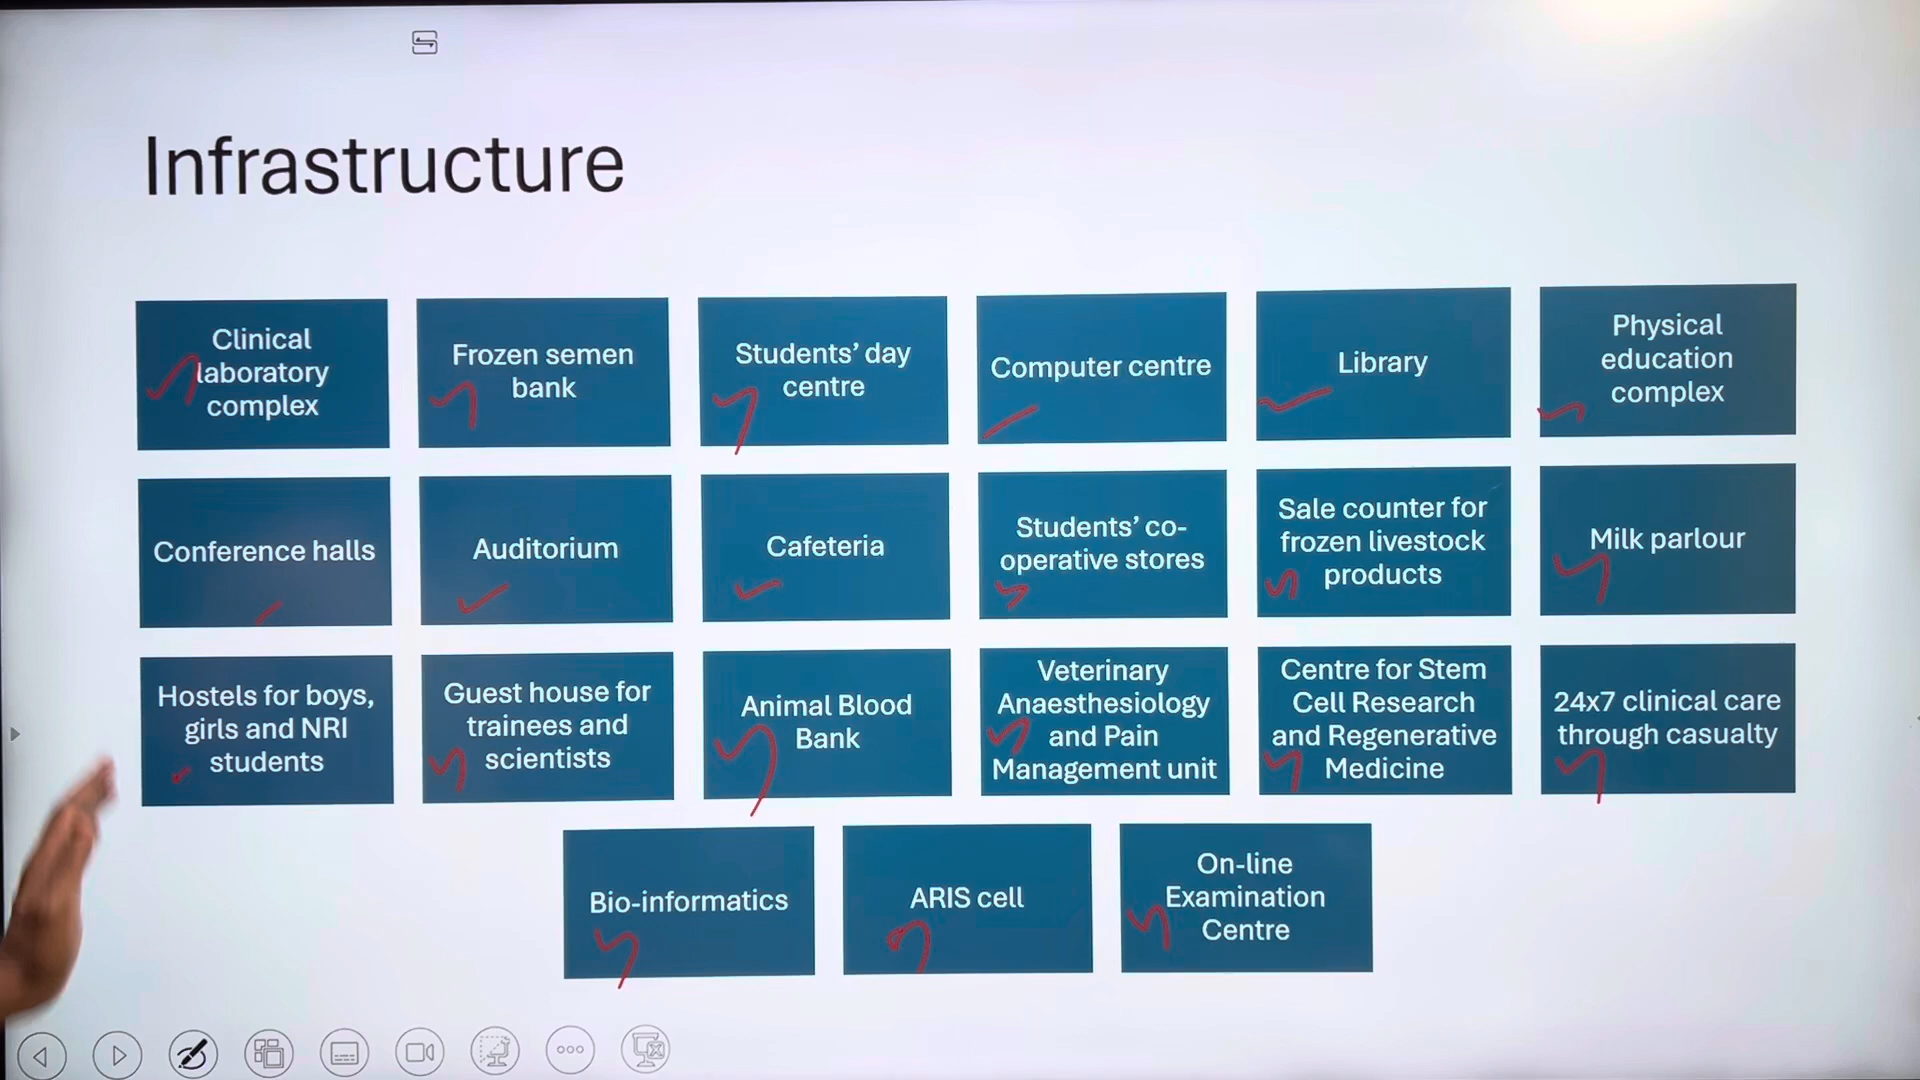 Infrastructure
Clinical
laboratory
complex
Frozen semen
bank
Students’ day
centre
Computer centre
Library
Physical
education
complex
Conference halls
Auditorium
Cafeteria
Students’ co-
operative stores
Sale counter for
frozen livestock
products
Milk parlour
Hostels for boys,
girls and NRI
students
Guest house for
trainees and
scientists
Animal Blood
Bank
Veterinary
Anaesthesiology
and Pain
Management unit
Centre for Stem
Cell Research
and Regenerative
Medicine
24x7 clinical care
through casualty
Bio-informatics
ARIS cell
On-line
Examination
Centre